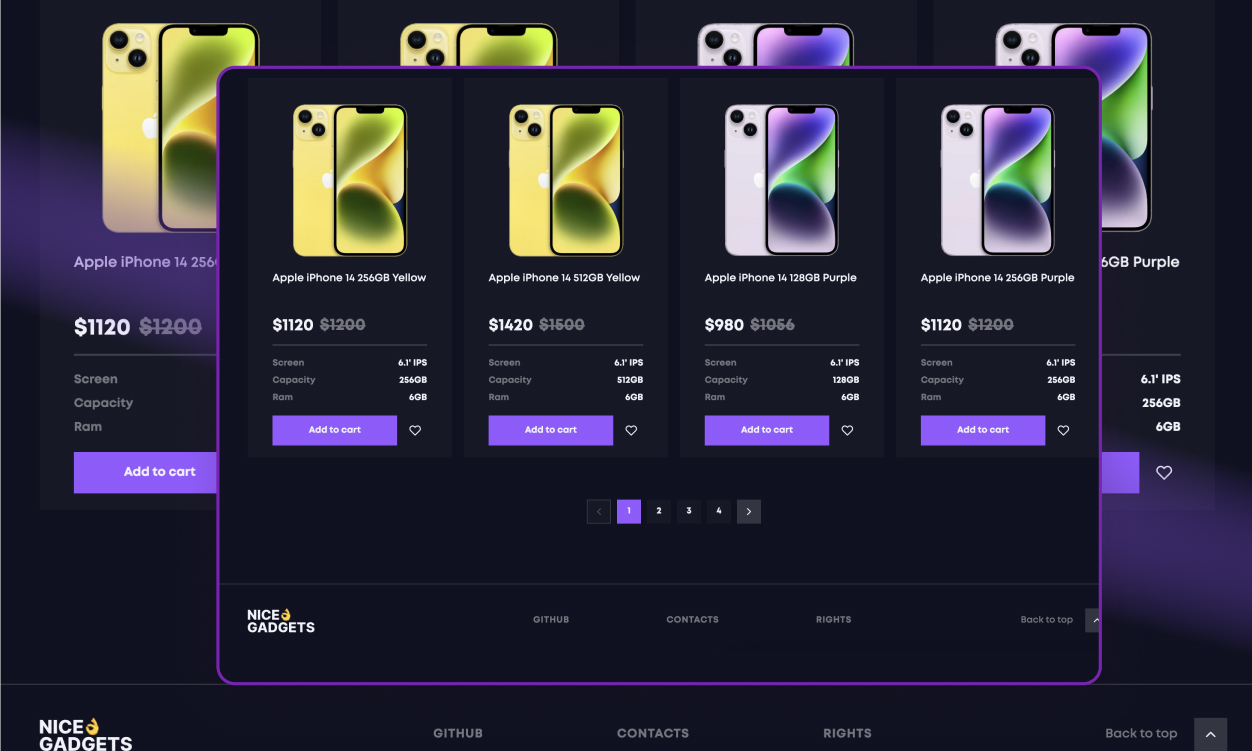 Apple iPhone 14 256GB Yellow
Apple iPhone 14 512GB Yellow
Apple iPhone 14 128GB Purple
Apple iPhone 14 256GB Purple
$1120 $1200
$1420 $1500
$980 $1056
$1120 $1200
Screen 6.1' IPS
Screen 6.1' IPS
Screen 6.1' IPS
Screen 6.1' IPS
Capacity 256GB
Capacity 512GB
Capacity 128GB
Capacity 256GB
Ram 6GB
Ram 6GB
Ram 6GB
Ram 6GB
Add to cart
Add to cart
Add to cart
Add to cart
1 2 3 4
NICE👌
GADGETS
GITHUB
CONTACTS
RIGHTS
Back to top
Apple iPhone 14 256
6GB Purple
$1120 $1200
Screen
Capacity
Ram
6.1' IPS
256GB
6GB
Add to cart
NICE👌
GADGETS
GITHUB
CONTACTS
RIGHTS
Back to top